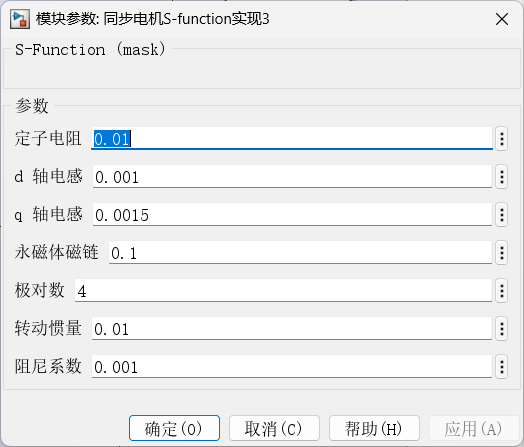 模块参数: 同步电机S-function实现3
S-Function (mask)
参数
定子电阻 0.01
d 轴电感 0.001
q 轴电感 0.0015
永磁体磁链 0.1
极对数 4
转动惯量 0.01
阻尼系数 0.001
确定(O) 取消(C) 帮助(H) 应用(A)